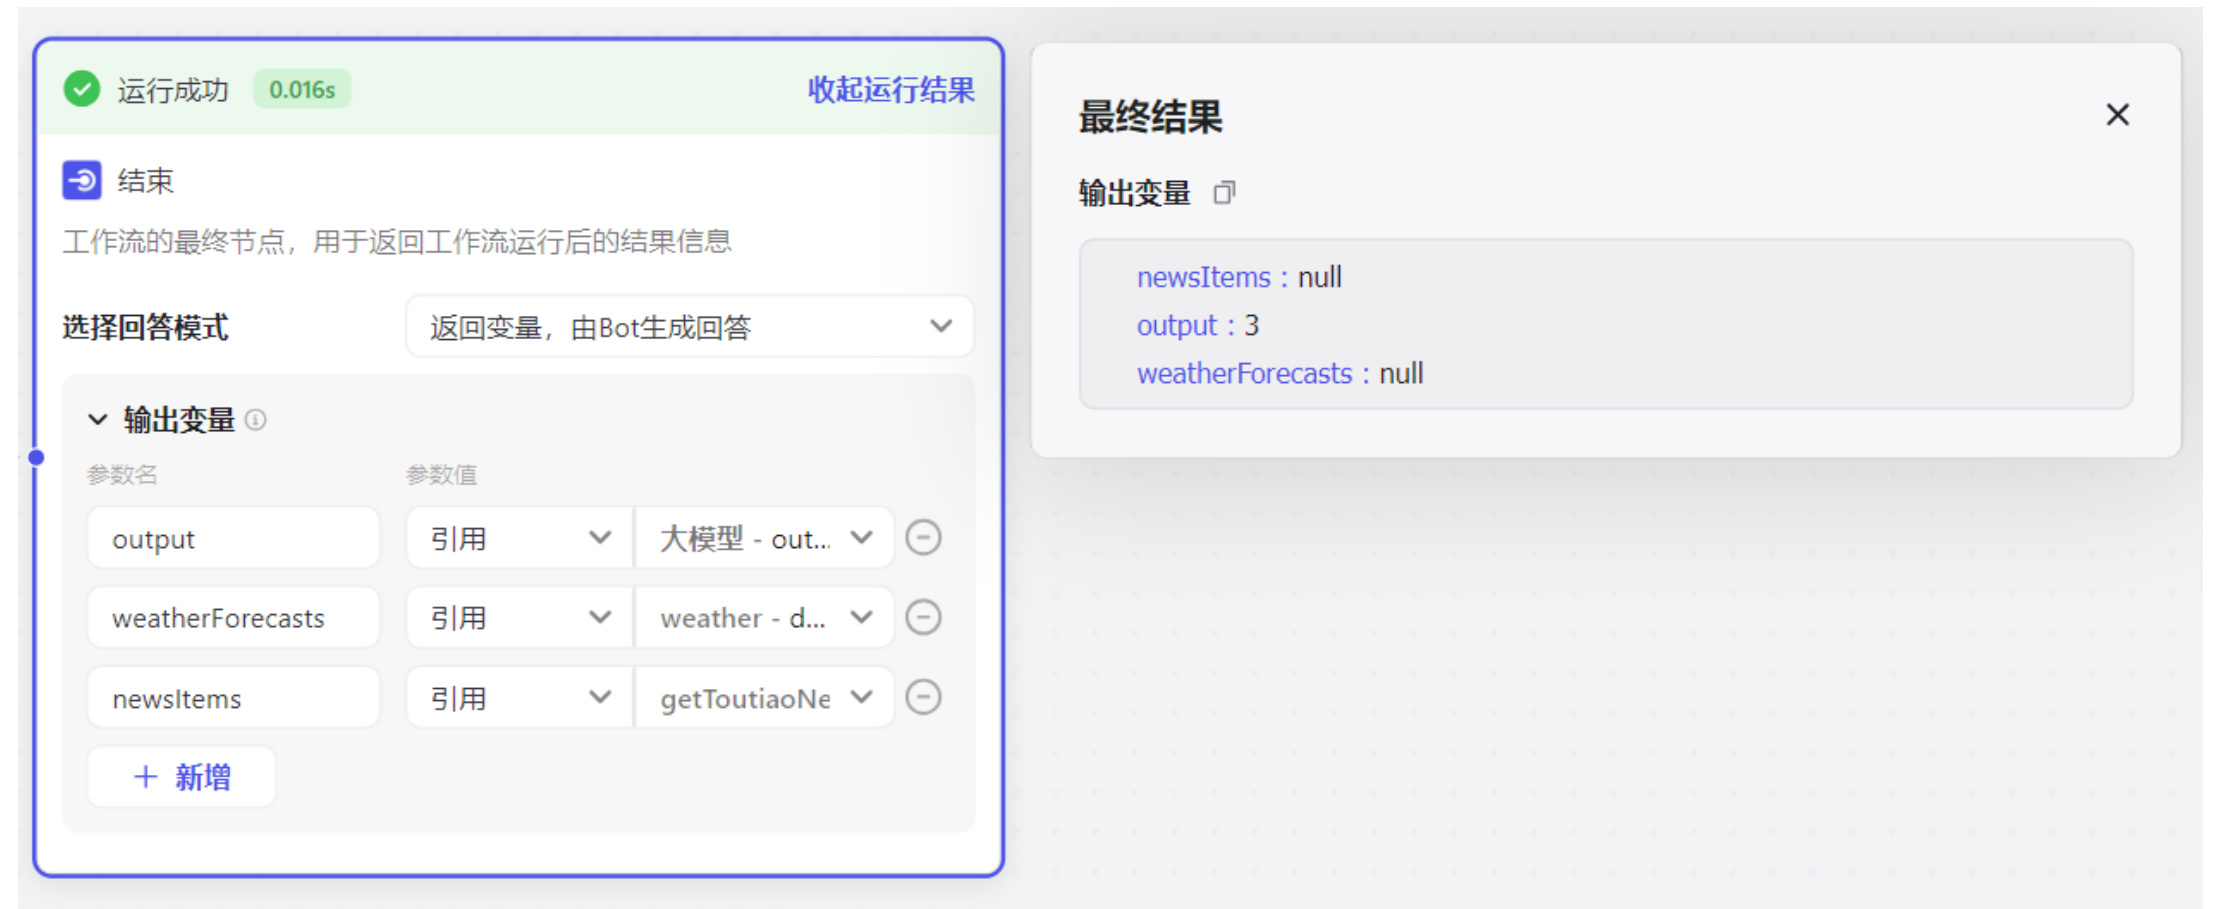 运行成功 0.016s 收起运行结果
结束
工作流的最终节点，用于返回工作流运行后的结果信息
选择回答模式 返回变量，由Bot生成回答
输出变量
参数名 参数值
output 引用 大模型 - out...
weatherForecasts 引用 weather - d...
newsItems 引用 getToutiaoNe
+ 新增
最终结果
输出变量
newsItems : null
output : 3
weatherForecasts : null